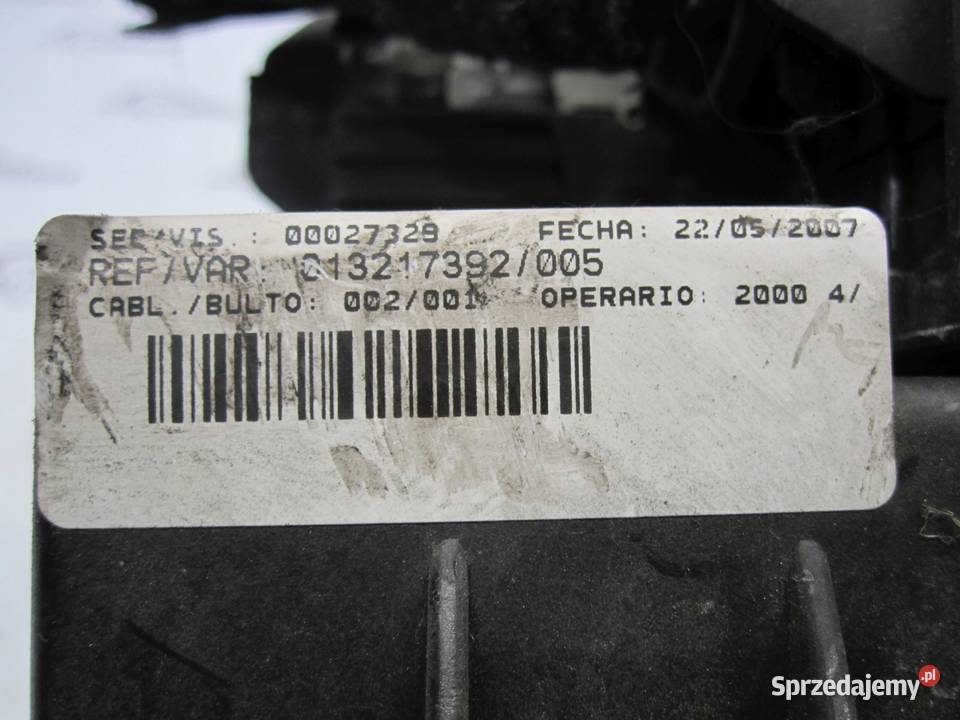 SER/VIS.: 00027328 FECHA: 22/05/2007
REF/VAR: 013217392/005
CABL./BULTO: 002/001 OPERARIO: 2000 4/
Sprzedajemy.pl